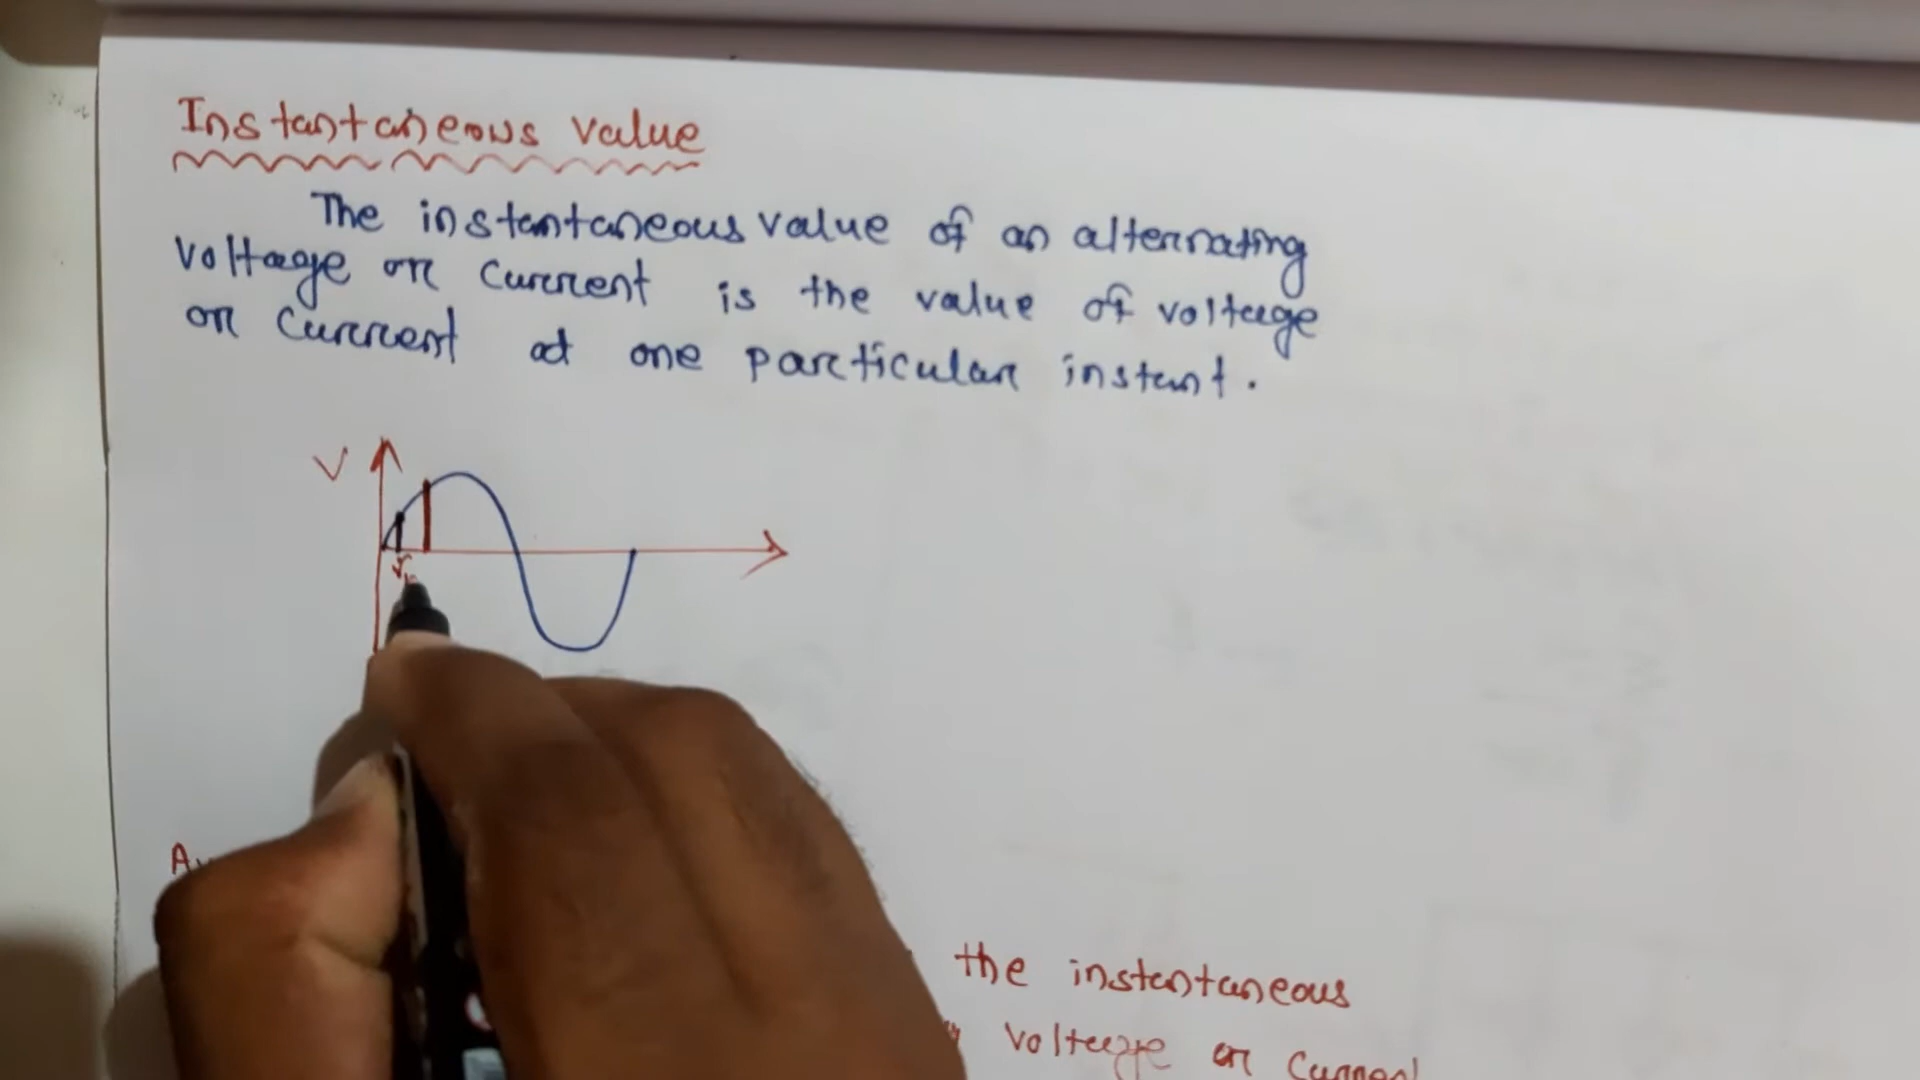 Instantaneous value
The instantaneous value of an alternating
voltage or current is the value of voltage
or current at one particular instant.
V
the instantaneous
voltage or